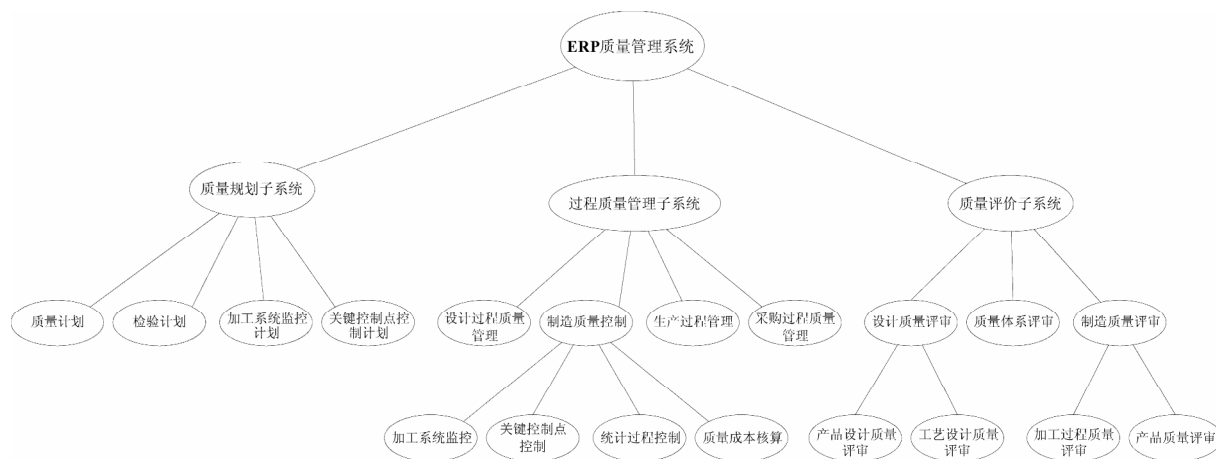 ERP质量管理系统
质量规划子系统
过程质量管理子系统
质量评价子系统
质量计划
检验计划
加工系统监控
计划
关键控制点控
制计划
设计过程质量
管理
制造质量控制
生产过程管理
采购过程质量
管理
设计质量评审
质量体系评审
制造质量评审
加工系统监控
关键控制点
控制
统计过程控制
质量成本核算
产品设计质量
评审
工艺设计质量
评审
加工过程质量
评审
产品质量评审